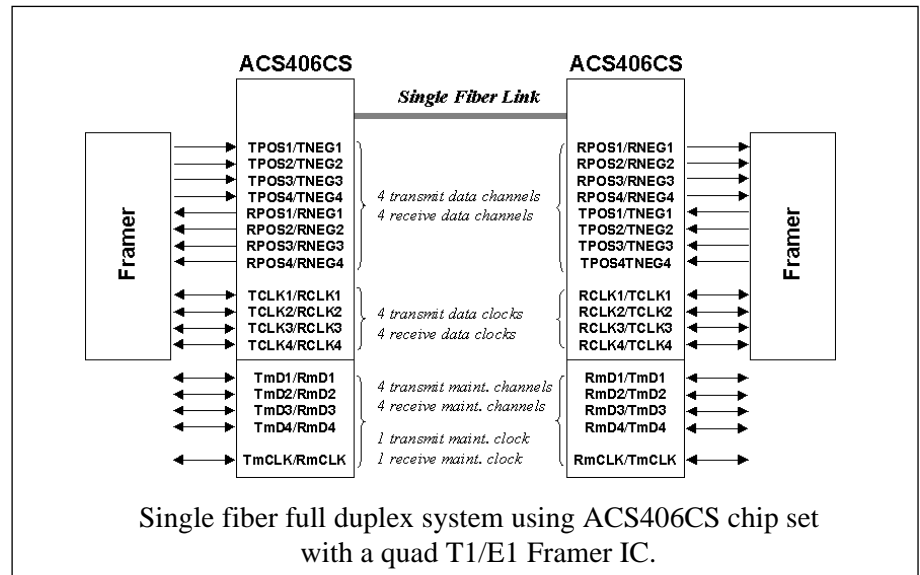 ACS406CS
ACS406CS
Single Fiber Link
Framer
TPOS1/TNEG1
TPOS2/TNEG2
TPOS3/TNEG3
TPOS4/TNEG4
RPOS1/RNEG1
RPOS2/RNEG2
RPOS3/RNEG3
RPOS4/RNEG4
TCLK1/RCLK1
TCLK2/RCLK2
TCLK3/RCLK3
TCLK4/RCLK4
TmD1/RmD1
TmD2/RmD2
TmD3/RmD3
TmD4/RmD4
TmCLK/RmCLK
4 transmit data channels
4 receive data channels
4 transmit data clocks
4 receive data clocks
4 transmit maint. channels
4 receive maint. channels
1 transmit maint. clock
1 receive maint. clock
RPOS1/RNEG1
RPOS2/RNEG2
RPOS3/RNEG3
RPOS4/RNEG4
TPOS1/TNEG1
TPOS2/TNEG2
TPOS3/TNEG3
TPOS4TNEG4
RCLK1/TCLK1
RCLK2/TCLK2
RCLK3/TCLK3
RCLK4/TCLK4
RmD1/TmD1
RmD2/TmD2
RmD3/TmD3
RmD4/TmD4
RmCLK/TmCLK
Framer
Single fiber full duplex system using ACS406CS chip set
with a quad T1/E1 Framer IC.